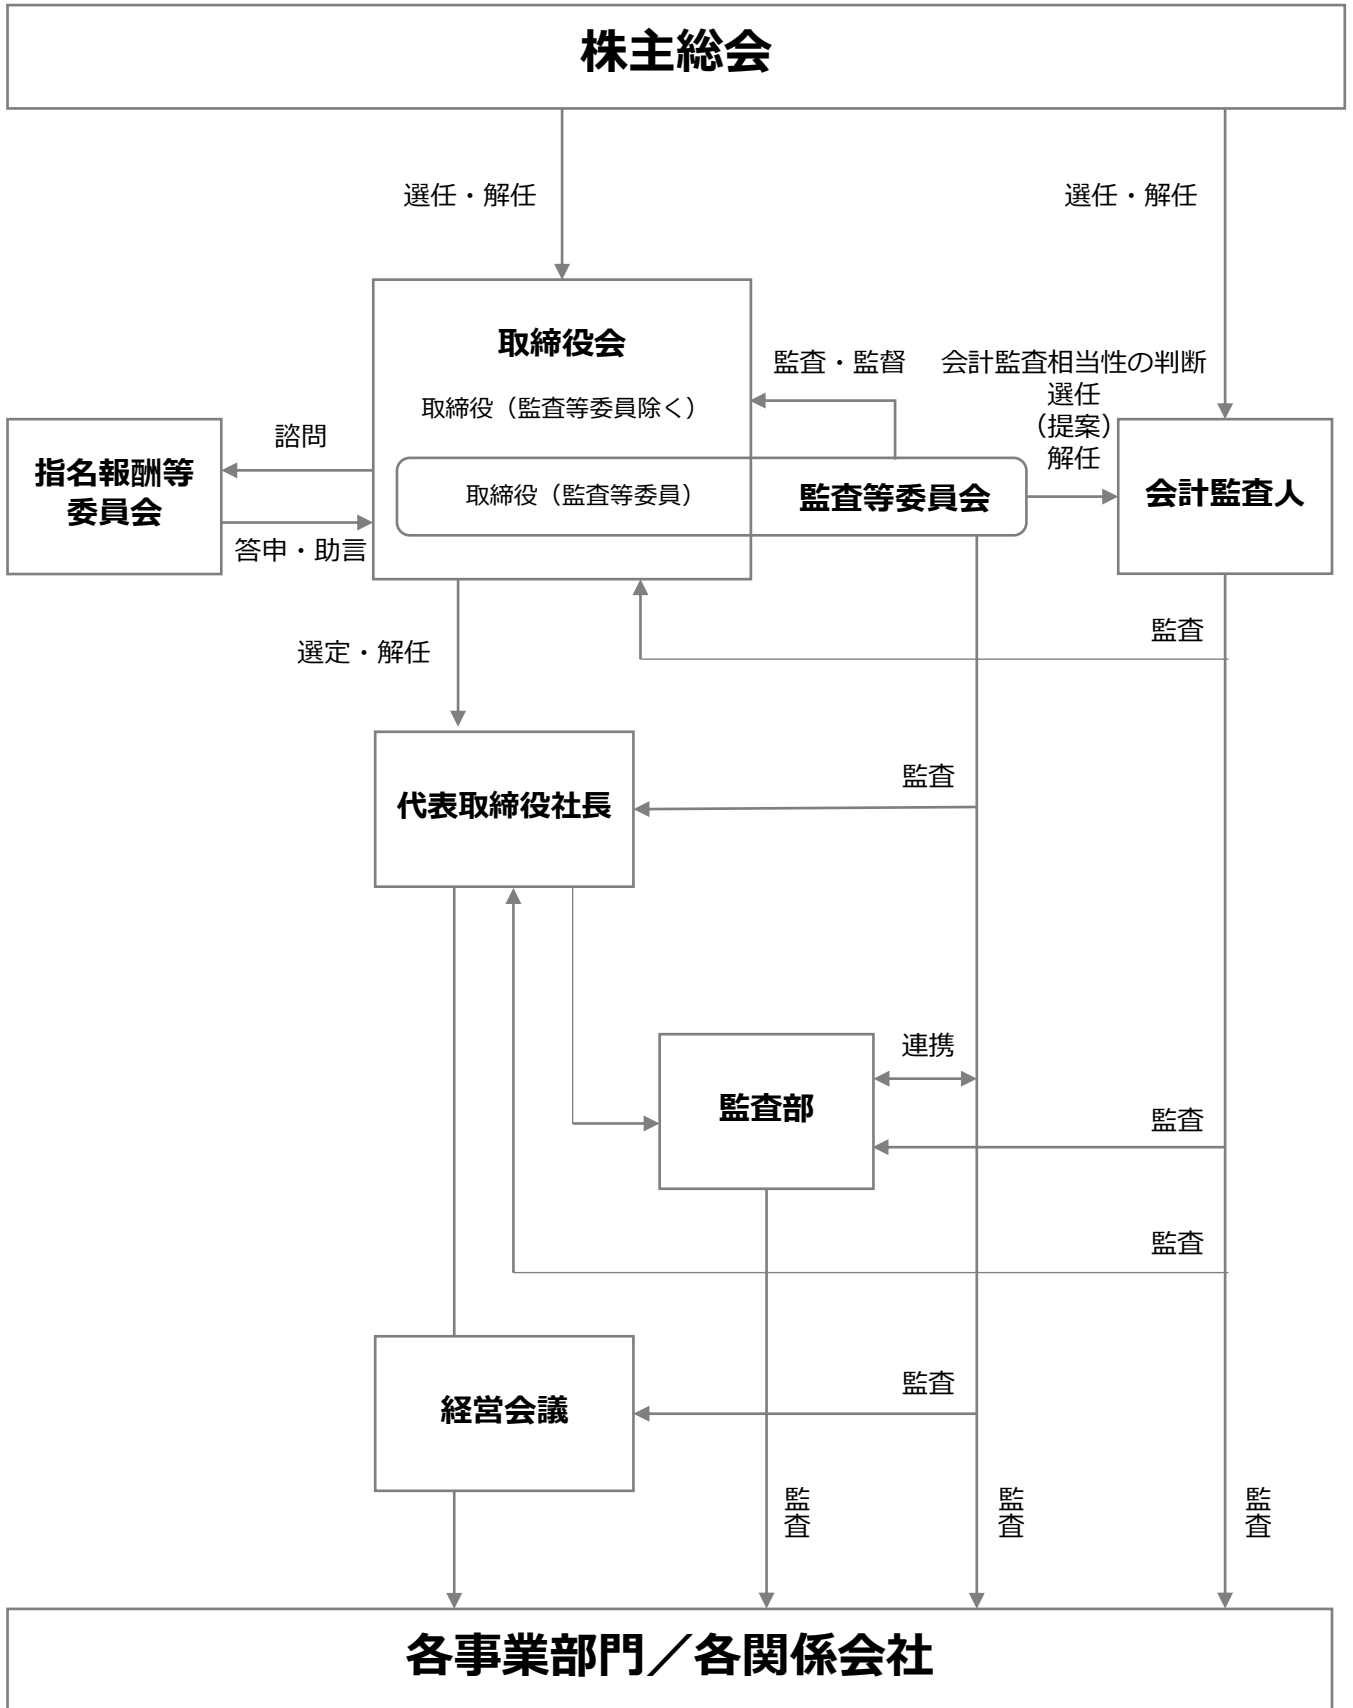 株主総会
選任・解任
選任・解任
取締役会
監査・監督
会計監査相当性の判断
選任
（提案）
解任
取締役（監査等委員除く）
諮問
指名報酬等
委員会
取締役（監査等委員）
監査等委員会
会計監査人
答申・助言
監査
選定・解任
代表取締役社長
監査
連携
監査部
監査
監査
監査
経営会議
監査
監査
監査
各事業部門／各関係会社